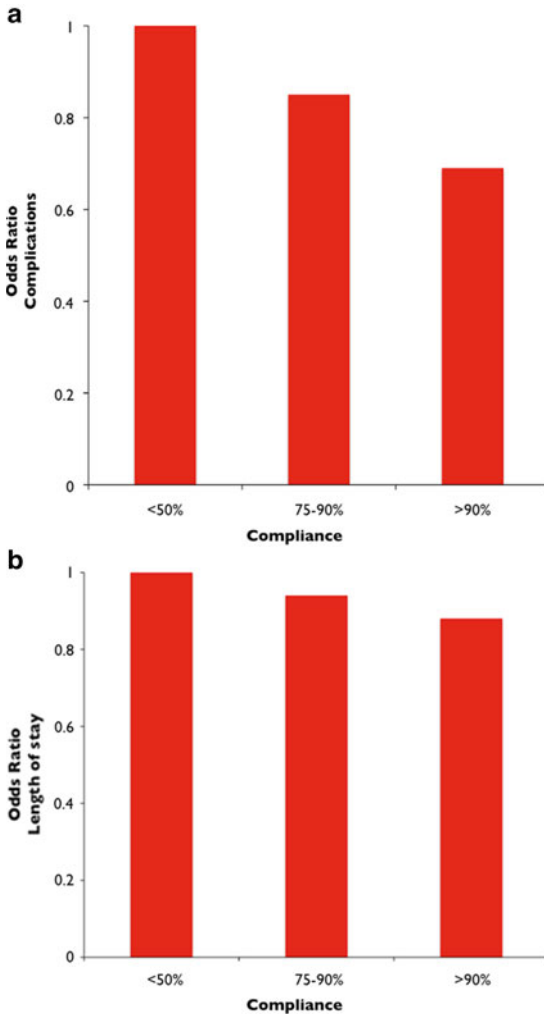 a
1
0.8
0.6
0.4
0.2
0
Odds Ratio
Complications
<50% 75-90% >90%
Compliance
b
1
0.8
0.6
0.4
0.2
0
Odds Ratio
Length of stay
<50% 75-90% >90%
Compliance